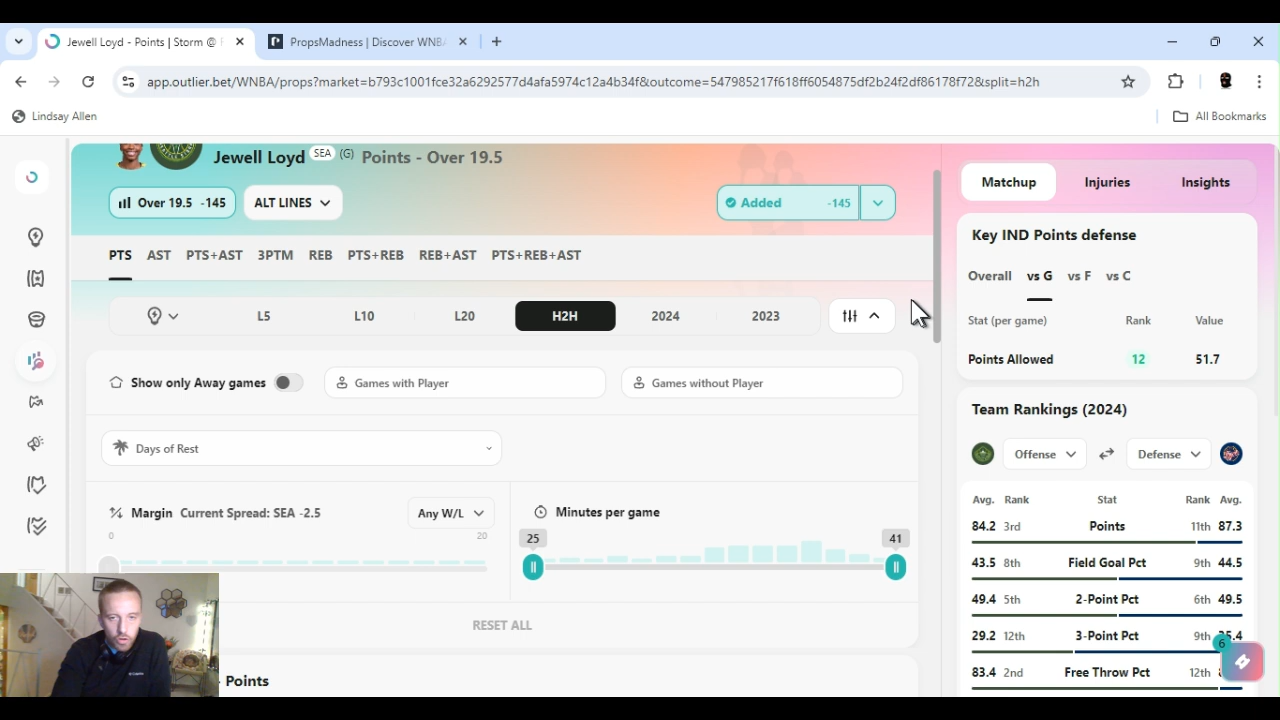 Jewell Loyd - Points | Storm @
PropsMadness | Discover WNB
app.outlier.bet/WNBA/props?market=b793c1001fce32a6292577d4afa5974c12a4b34f&outcome=547985217f618ff6054875df2b24f2df86178f72&split=h2h
Lindsay Allen
All Bookmarks
Jewell Loyd SEA (G) Points - Over 19.5
Over 19.5 -145
ALT LINES
Added -145
PTS AST PTS+AST 3PTM REB PTS+REB REB+AST PTS+REB+AST
L5 L10 L20 H2H 2024 2023
Show only Away games
Games with Player
Games without Player
Days of Rest
Margin Current Spread: SEA -2.5
Any W/L
0 20
Minutes per game
25 41
RESET ALL
- Points
Matchup Injuries Insights
Key IND Points defense
Overall vs G vs F vs C
Stat (per game) Rank Value
Points Allowed 12 51.7
Team Rankings (2024)
Offense Defense
Avg. Rank Stat Rank Avg.
84.2 3rd Points 11th 87.3
43.5 8th Field Goal Pct 9th 44.5
49.4 5th 2-Point Pct 6th 49.5
29.2 12th 3-Point Pct 9th 5.4
6
83.4 2nd Free Throw Pct 12th